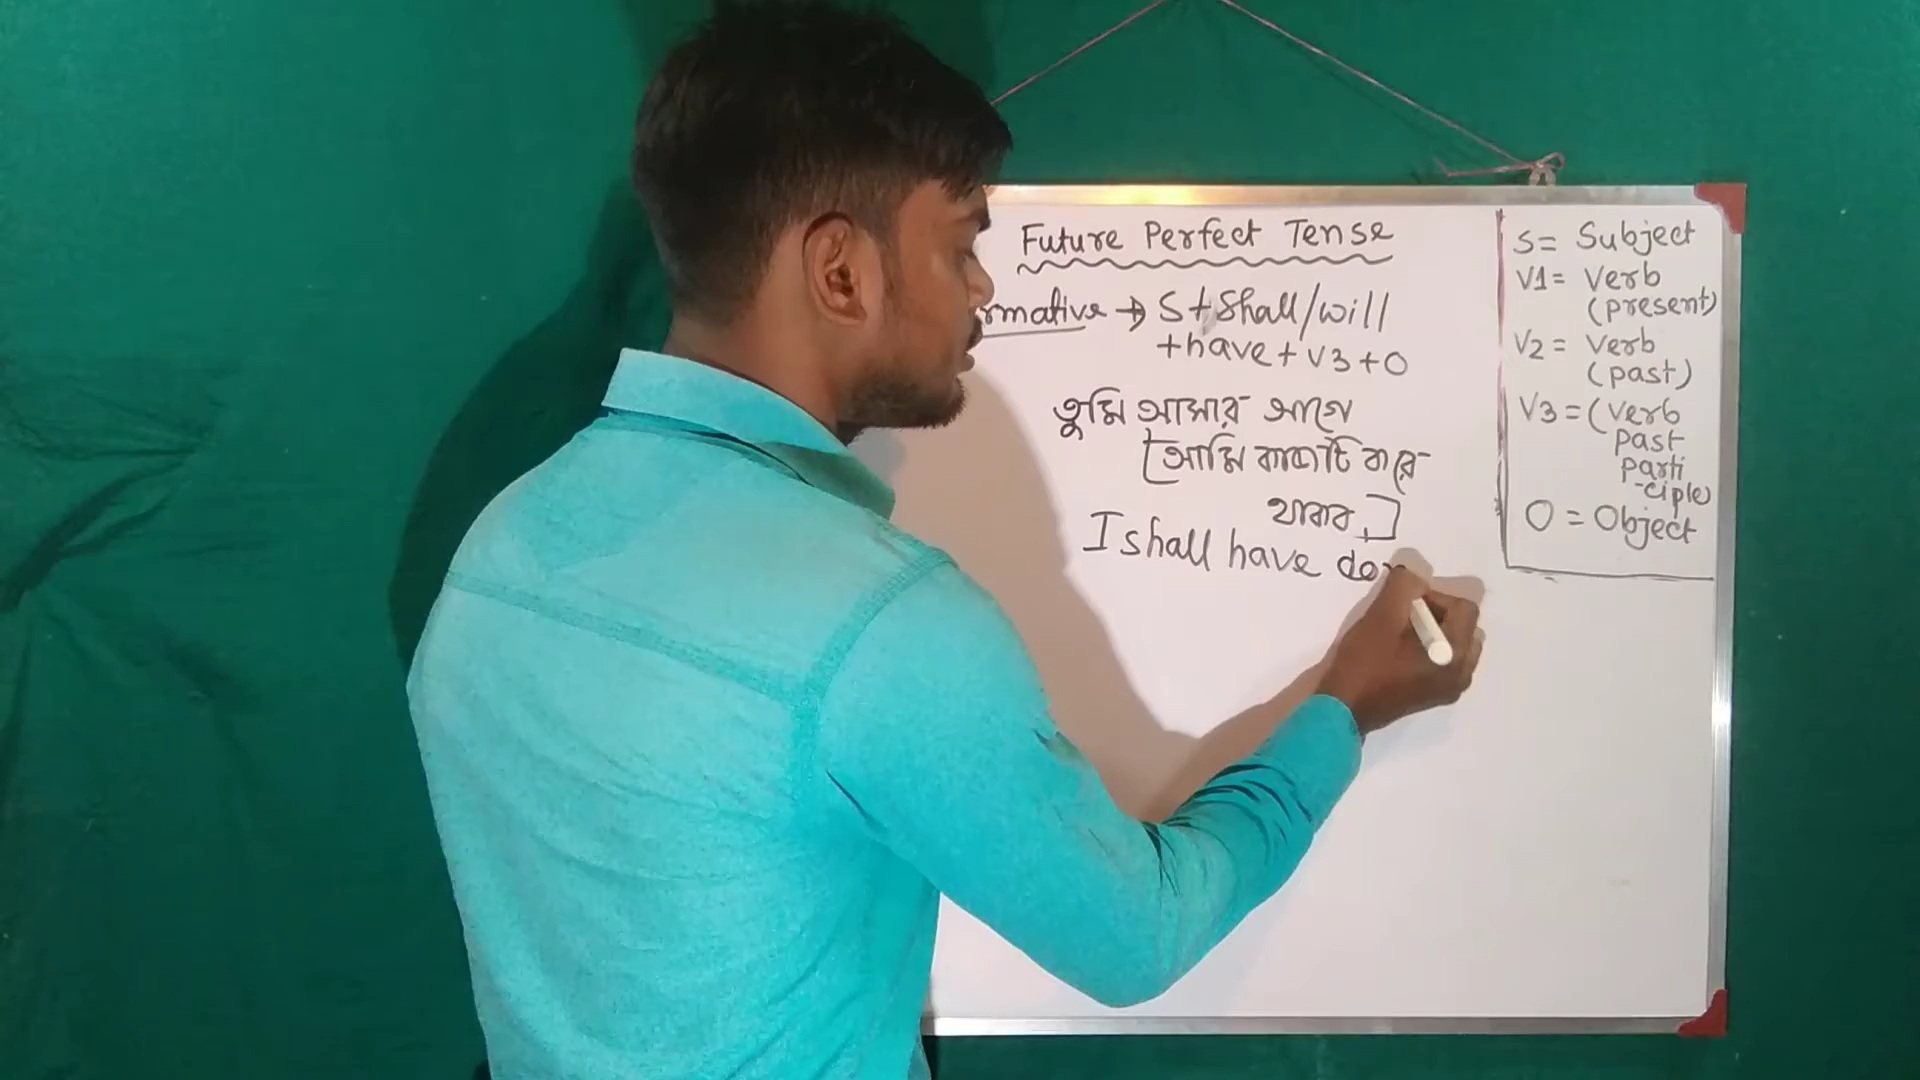 Future Perfect Tense
rmative → S + Shall/will
+ have + V3 + O
তুমি আসার আগে
[আমি কাজটি করে
থাকব,]
I shall have do
S = Subject
V1 = Verb
(present)
V2 = Verb
(past)
V3 = (Verb
past
parti
-ciple)
O = Object